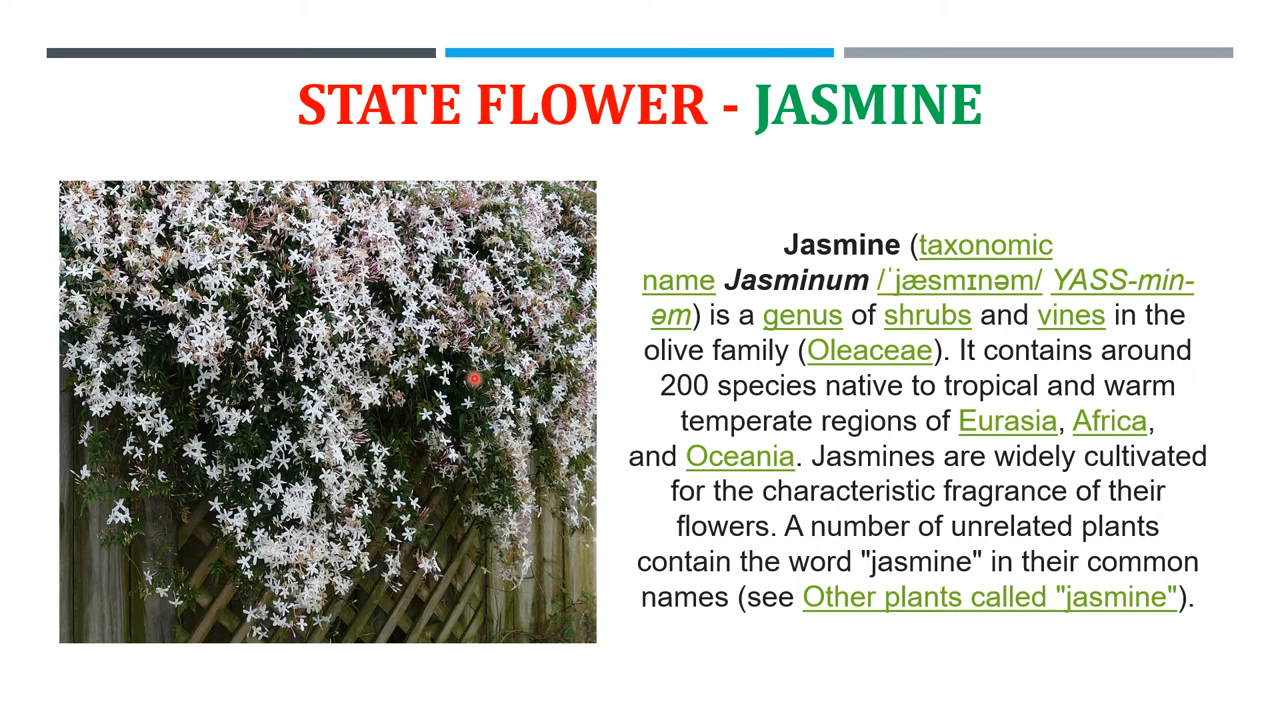 STATE FLOWER - JASMINE
Jasmine (taxonomic
name Jasminum /ˈjæsmɪnəm/ YASS-min-
əm) is a genus of shrubs and vines in the
olive family (Oleaceae). It contains around
200 species native to tropical and warm
temperate regions of Eurasia, Africa,
and Oceania. Jasmines are widely cultivated
for the characteristic fragrance of their
flowers. A number of unrelated plants
contain the word "jasmine" in their common
names (see Other plants called "jasmine").